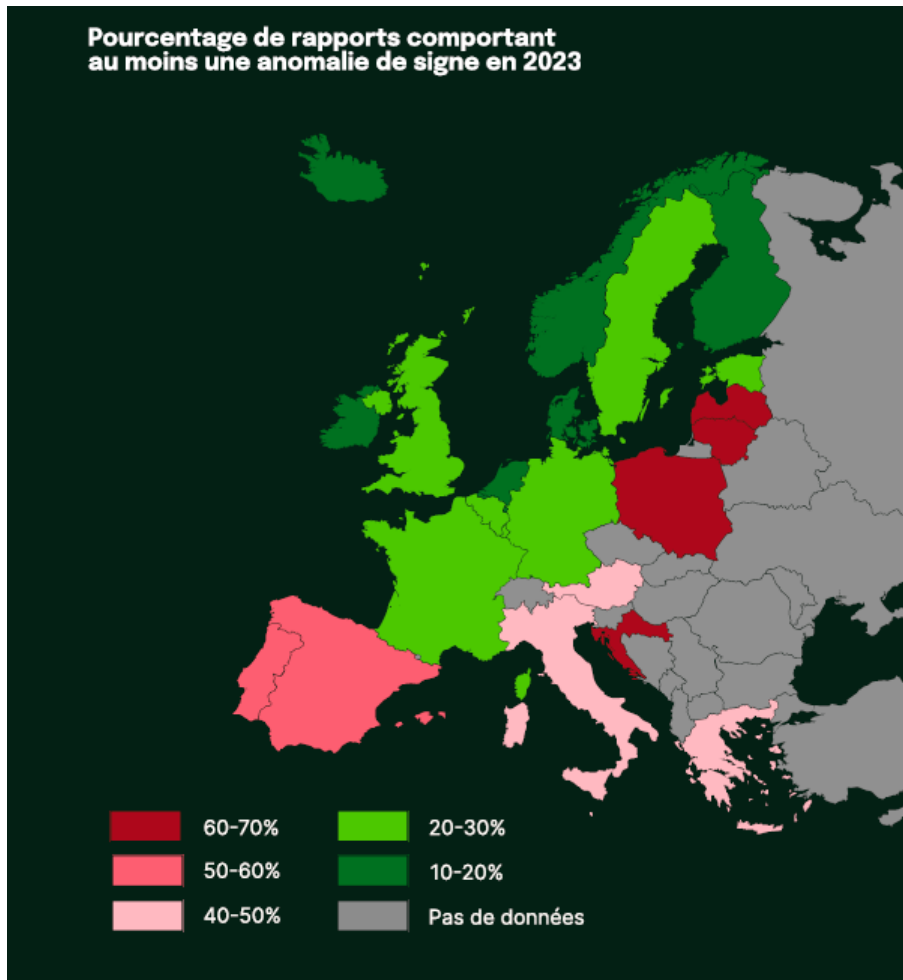 Pourcentage de rapports comportant
au moins une anomalie de signe en 2023
60-70%
50-60%
40-50%
20-30%
10-20%
Pas de données